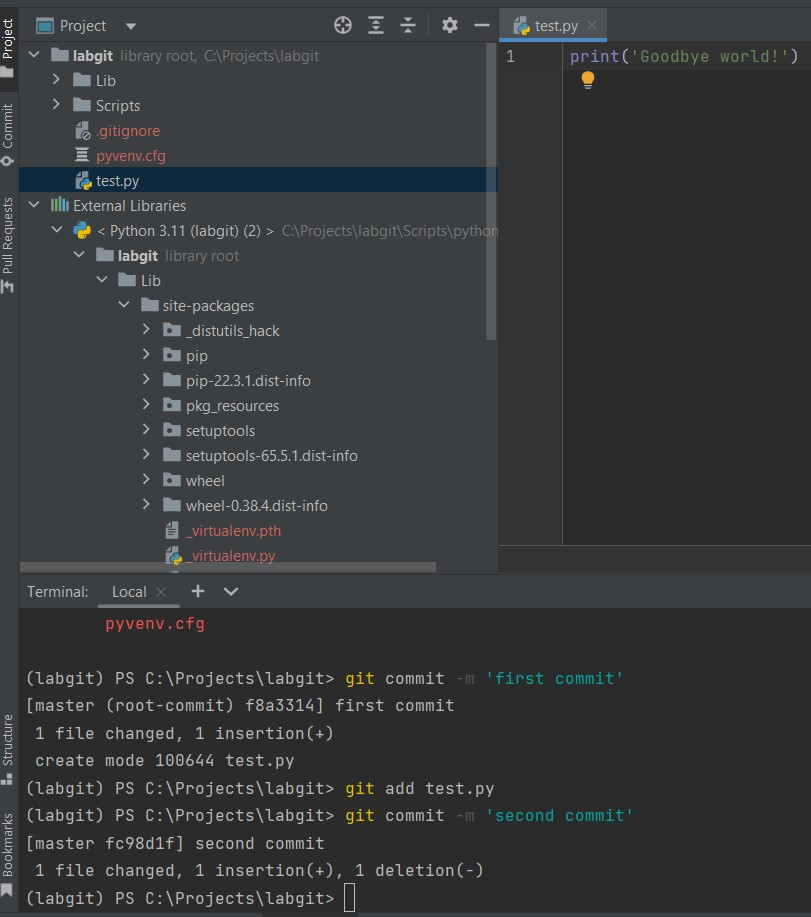 Project
test.py
labgit library root, C:\Projects\labgit
1 print('Goodbye world!')
Lib
Scripts
.gitignore
pyvenv.cfg
test.py
External Libraries
< Python 3.11 (labgit) (2) > C:\Projects\labgit\Scripts\python
labgit library root
Lib
site-packages
_distutils_hack
pip
pip-22.3.1.dist-info
pkg_resources
setuptools
setuptools-65.5.1.dist-info
wheel
wheel-0.38.4.dist-info
_virtualenv.pth
_virtualenv.py
Project
Commit
Pull Requests
Structure
Bookmarks
Terminal: Local
pyvenv.cfg
(labgit) PS C:\Projects\labgit> git commit -m 'first commit'
[master (root-commit) f8a3314] first commit
1 file changed, 1 insertion(+)
create mode 100644 test.py
(labgit) PS C:\Projects\labgit> git add test.py
(labgit) PS C:\Projects\labgit> git commit -m 'second commit'
[master fc98d1f] second commit
1 file changed, 1 insertion(+), 1 deletion(-)
(labgit) PS C:\Projects\labgit>